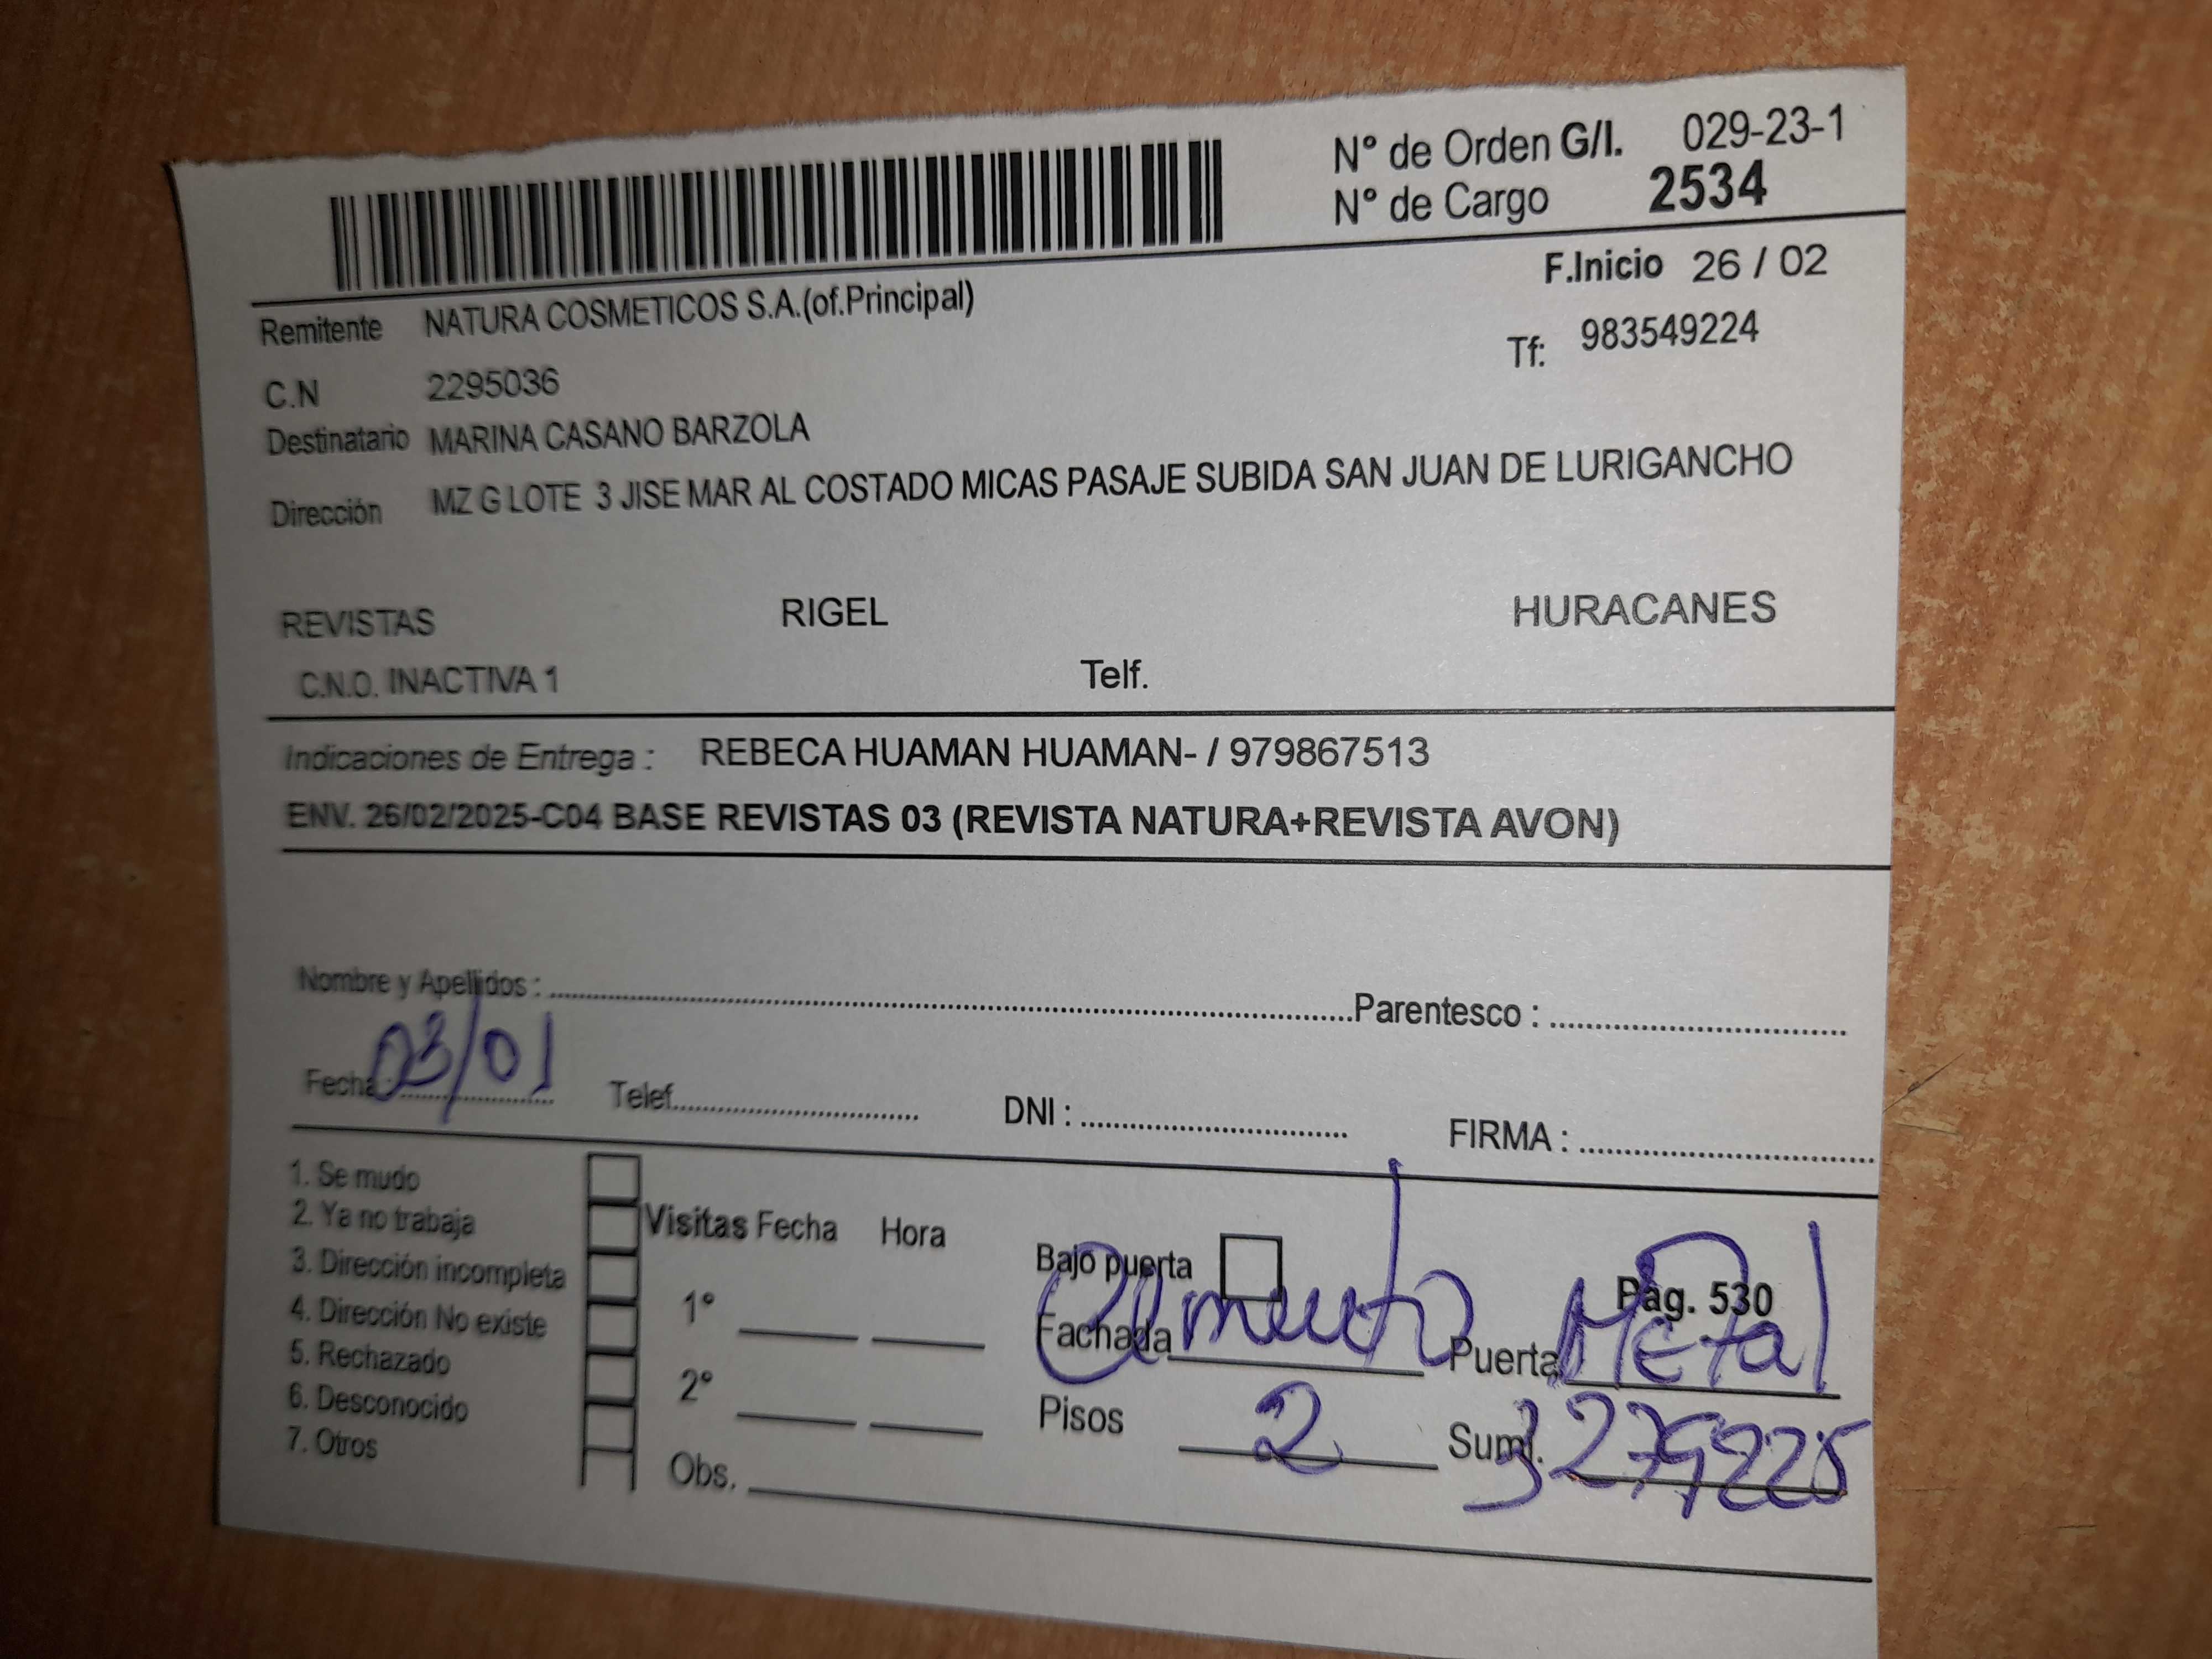 N° de Orden G/I. 029-23-1
N° de Cargo 2534
F.Inicio 26 / 02
Remitente NATURA COSMETICOS S.A.(of.Principal)
Tf: 983549224
C.N 2295036
Destinatario MARINA CASANO BARZOLA
Dirección MZ G LOTE 3 JISE MAR AL COSTADO MICAS PASAJE SUBIDA SAN JUAN DE LURIGANCHO
REVISTAS RIGEL HURACANES
C.N.O. INACTIVA 1 Telf.
Indicaciones de Entrega : REBECA HUAMAN HUAMAN- / 979867513
ENV. 26/02/2025-C04 BASE REVISTAS 03 (REVISTA NATURA+REVISTA AVON)
Nombre y Apellidos : Parentesco :
Fecha : 03/01 Telef. DNI : FIRMA :
1. Se mudo
2. Ya no trabaja
3. Dirección incompleta
4. Dirección No existe
5. Rechazado
6. Desconocido
7. Otros
Visitas Fecha Hora
1°
2°
Obs.
Bajo puerta
Pág. 530
Fachada Cemento Puerta Metal
Pisos 2 Sumi. 3279225